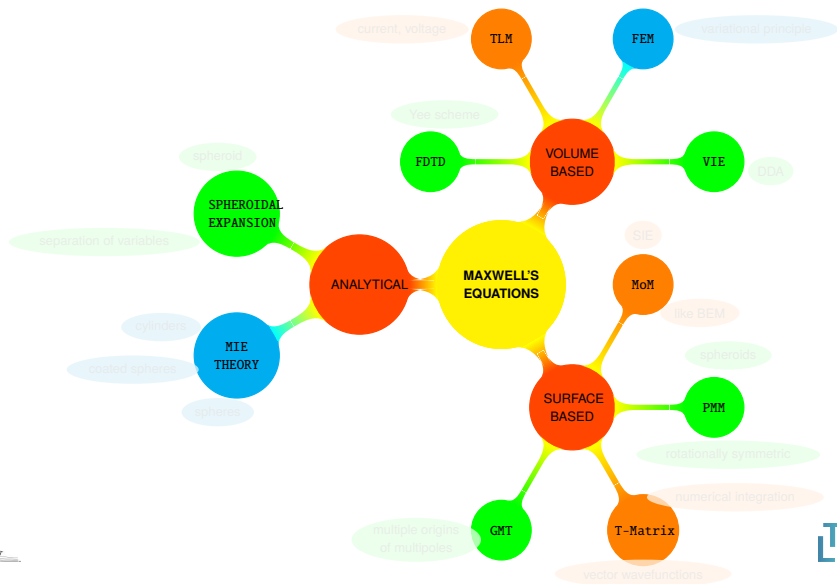 current, voltage
TLM
FEM
variational principle
Yee scheme
FDTD
VOLUME
BASED
VIE
DDA
spheroid
SPHEROIDAL
EXPANSION
separation of variables
SIE
ANALYTICAL
MAXWELL'S
EQUATIONS
MoM
like BEM
cylinders
MIE
THEORY
coated spheres
sphere
spheroids
SURFACE
BASED
PMM
rotationally symmetric
numerical integration
multiple origins
of multipoles
GMT
T-Matrix
vector wavefunctions